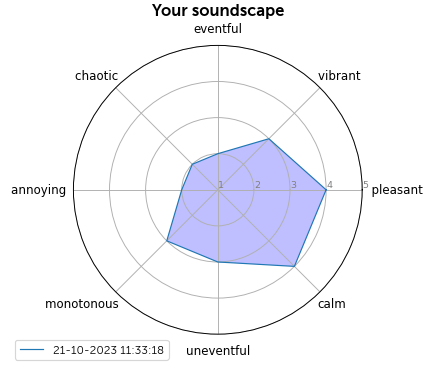 Your soundscape
eventful
chaotic
vibrant
annoying
1
2
3
4
5
pleasant
monotonous
calm
21-10-2023 11:33:18
uneventful